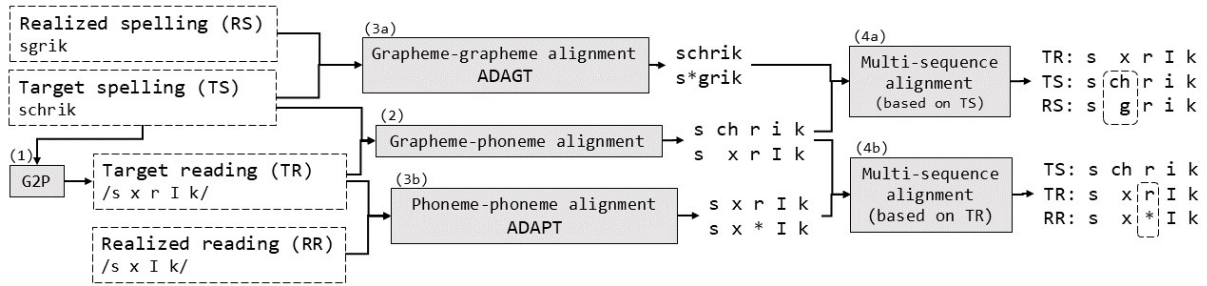 Realized spelling (RS)
sgrik
Target spelling (TS)
schrik
(1)
G2P
Target reading (TR)
/s x r I k/
Realized reading (RR)
/s x I k/
(3a)
Grapheme-grapheme alignment
ADAGT
(2)
Grapheme-phoneme alignment
(3b)
Phoneme-phoneme alignment
ADAPT
schrik
s*grik
s ch r i k
s x r I k
s x r I k
s x * I k
(4a)
Multi-sequence
alignment
(based on TS)
(4b)
Multi-sequence
alignment
(based on TR)
TR: s x r I k
TS: s ch r i k
RS: s g r i k
TS: s ch r i k
TR: s x r I k
RR: s x * I k